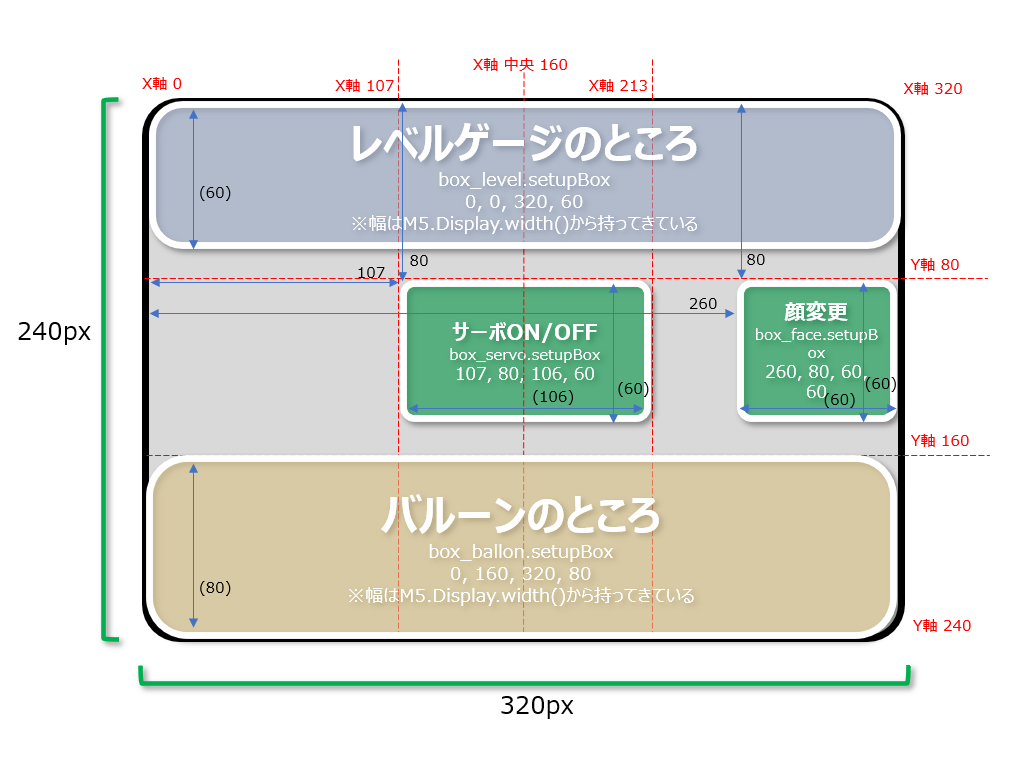 X軸 中央 160
X軸 0
X軸 107
X軸 213
X軸 320
レベルゲージのところ
box_level.setupBox
0, 0, 320, 60
※幅はM5.Display.width()から持ってきている
(60)
80
80
Y軸 80
107
260
240px
サーボON/OFF
box_servo.setupBox
107, 80, 106, 60
(106)
(60)
顔変更
box_face.setupB
ox
260, 80, 60,
60
(60)
(60)
Y軸 160
バルーンのところ
box_ballon.setupBox
0, 160, 320, 80
※幅はM5.Display.width()から持ってきている
(80)
Y軸 240
320px